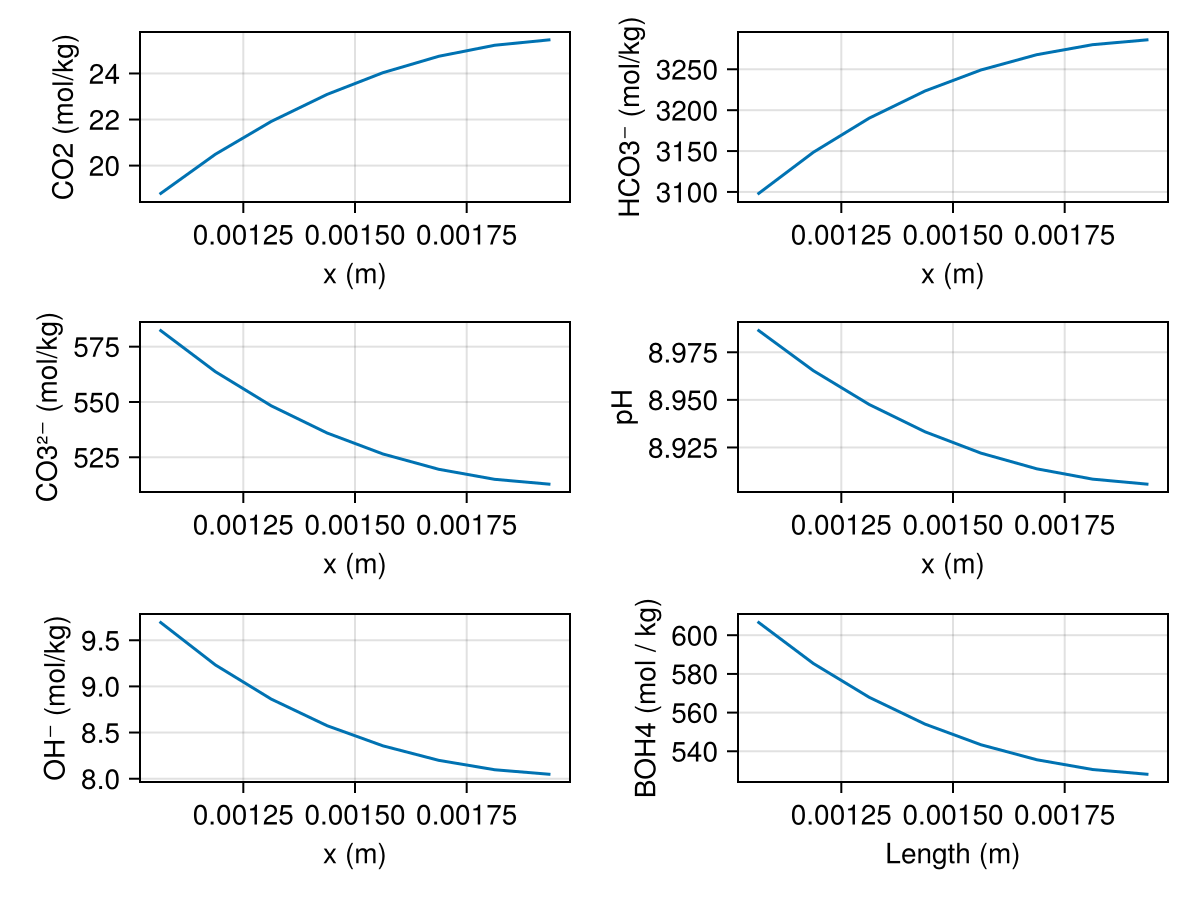 CO2 (mol/kg)
24
22
20
0.00125 0.00150 0.00175
x (m)
HCO3⁻ (mol/kg)
3250
3200
3150
3100
0.00125 0.00150 0.00175
x (m)
CO3²⁻ (mol/kg)
575
550
525
0.00125 0.00150 0.00175
x (m)
pH
8.975
8.950
8.925
0.00125 0.00150 0.00175
x (m)
OH⁻ (mol/kg)
9.5
9.0
8.5
8.0
0.00125 0.00150 0.00175
x (m)
BOH4 (mol / kg)
600
580
560
540
0.00125 0.00150 0.00175
Length (m)